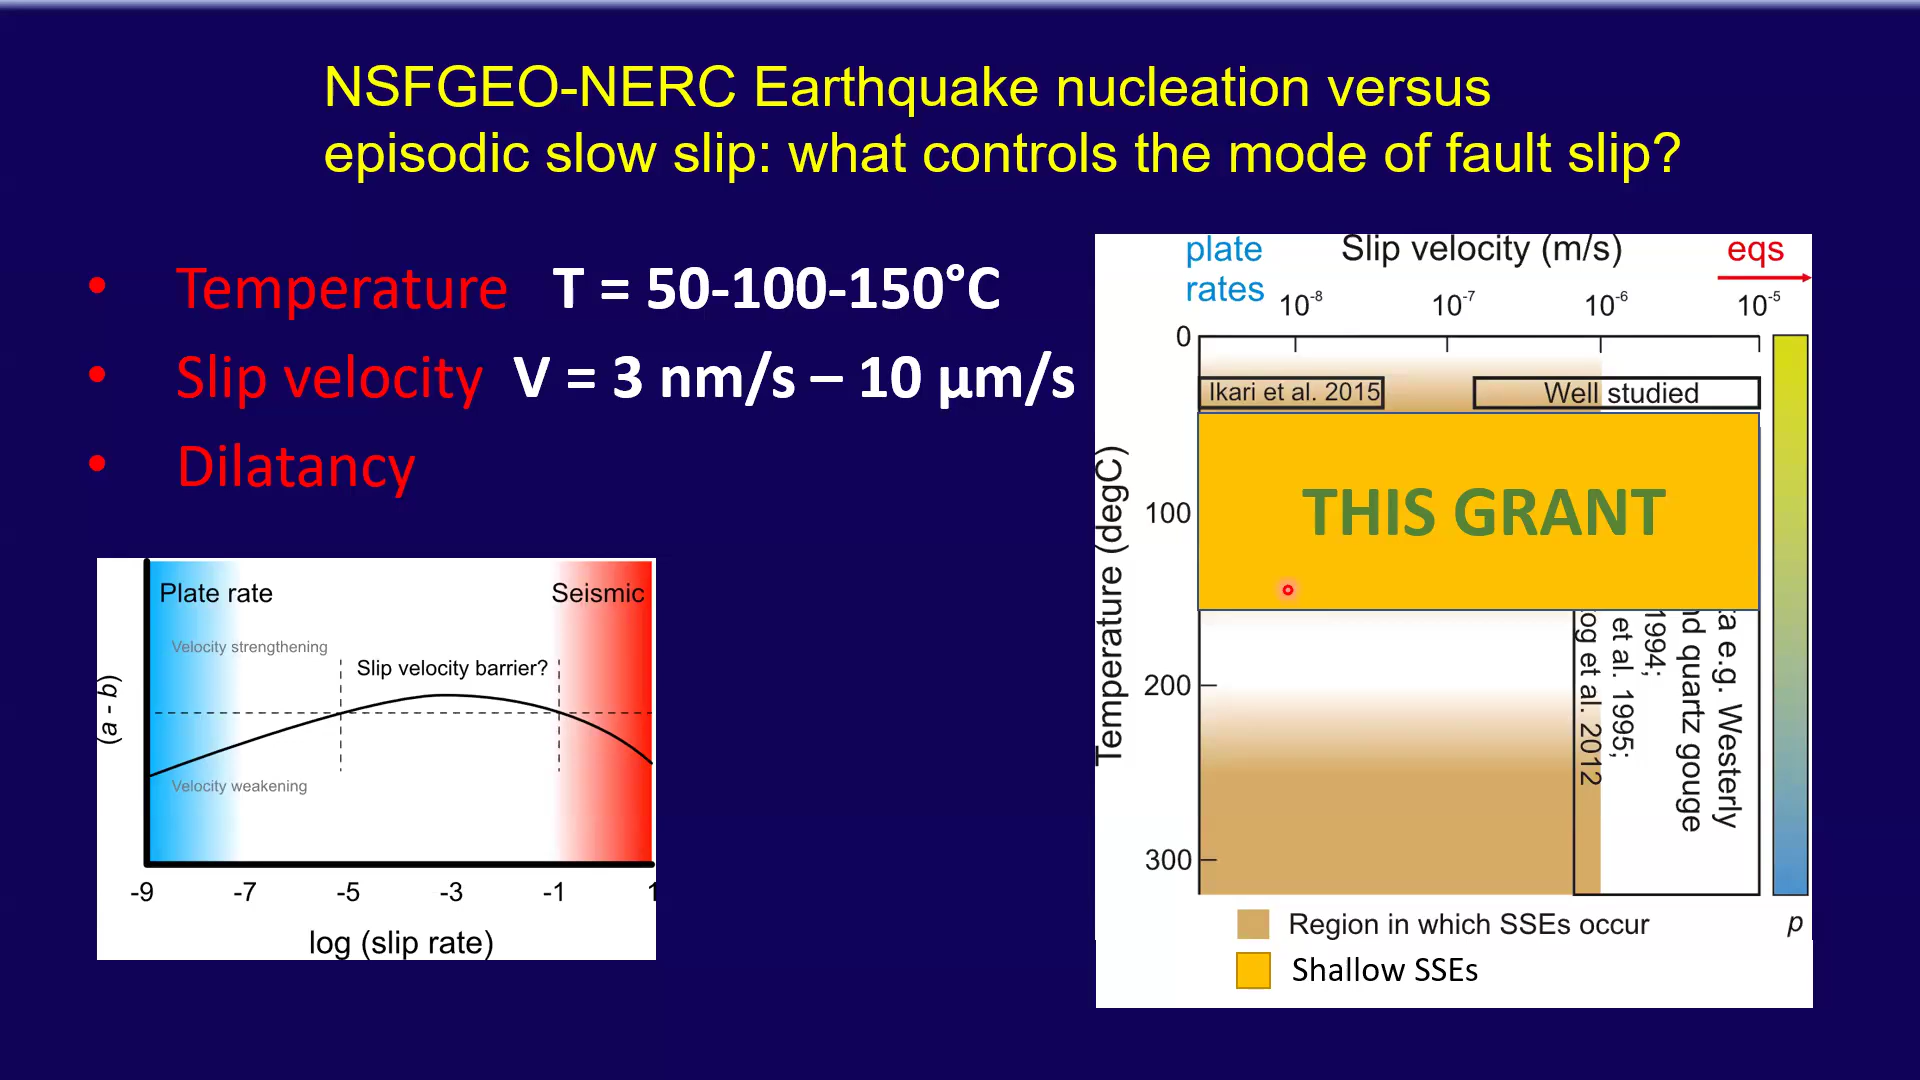 NSFGEO-NERC Earthquake nucleation versus
episodic slow slip: what controls the mode of fault slip?
• Temperature T = 50-100-150°C
• Slip velocity V = 3 nm/s – 10 μm/s
• Dilatancy
Plate rate
Seismic
Velocity strengthening
Slip velocity barrier?
(a - b)
Velocity weakening
-9 -7 -5 -3 -1 1
log (slip rate)
plate
rates
Slip velocity (m/s)
eqs
10⁻⁸ 10⁻⁷ 10⁻⁶ 10⁻⁵
0
Ikari et al. 2015
Well studied
THIS GRANT
Temperature (degC)
100
200
300
ta e.g. Westerly
nd quartz gouge
1994;
et al. 1995;
og et al. 2012
Region in which SSEs occur
p
Shallow SSEs